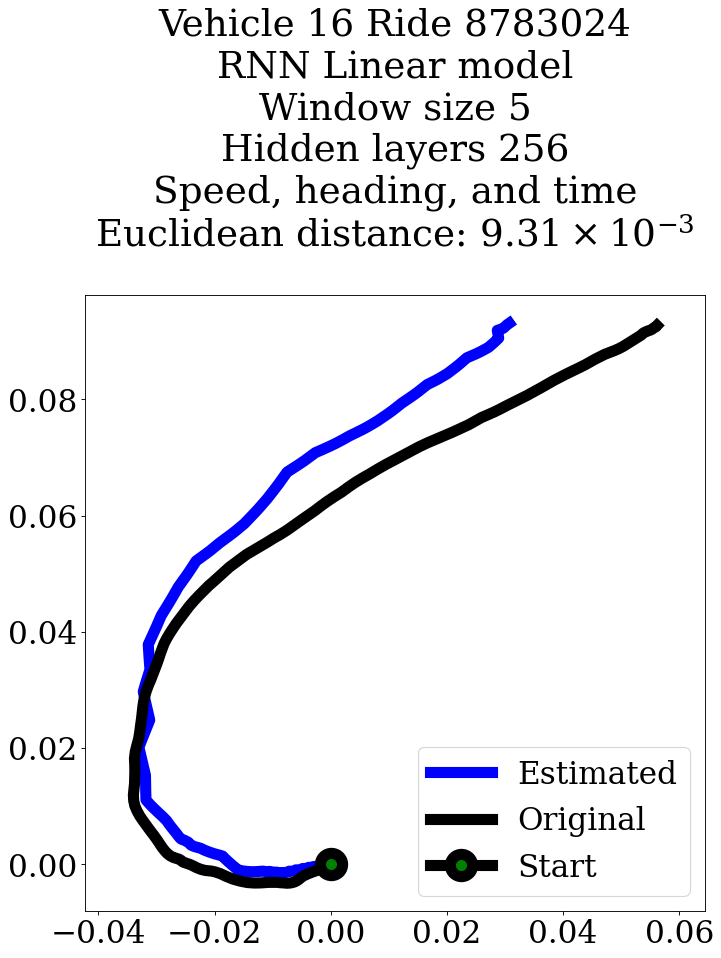 Vehicle 16 Ride 8783024
RNN Linear model
Window size 5
Hidden layers 256
Speed, heading, and time
Euclidean distance: 9.31 × 10⁻³
0.08
0.06
0.04
0.02
0.00
Estimated
Original
Start
−0.04 −0.02 0.00 0.02 0.04 0.06